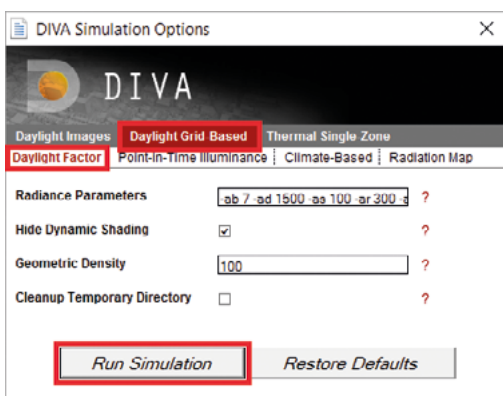 DIVA Simulation Options
DIVA
Daylight Images Daylight Grid-Based Thermal Single Zone
Daylight Factor Point-in-Time Illuminance Climate-Based Radiation Map
Radiance Parameters -ab 7 -ad 1500 -as 100 -ar 300 ?
Hide Dynamic Shading ?
Geometric Density 100 ?
Cleanup Temporary Directory ?
Run Simulation Restore Defaults